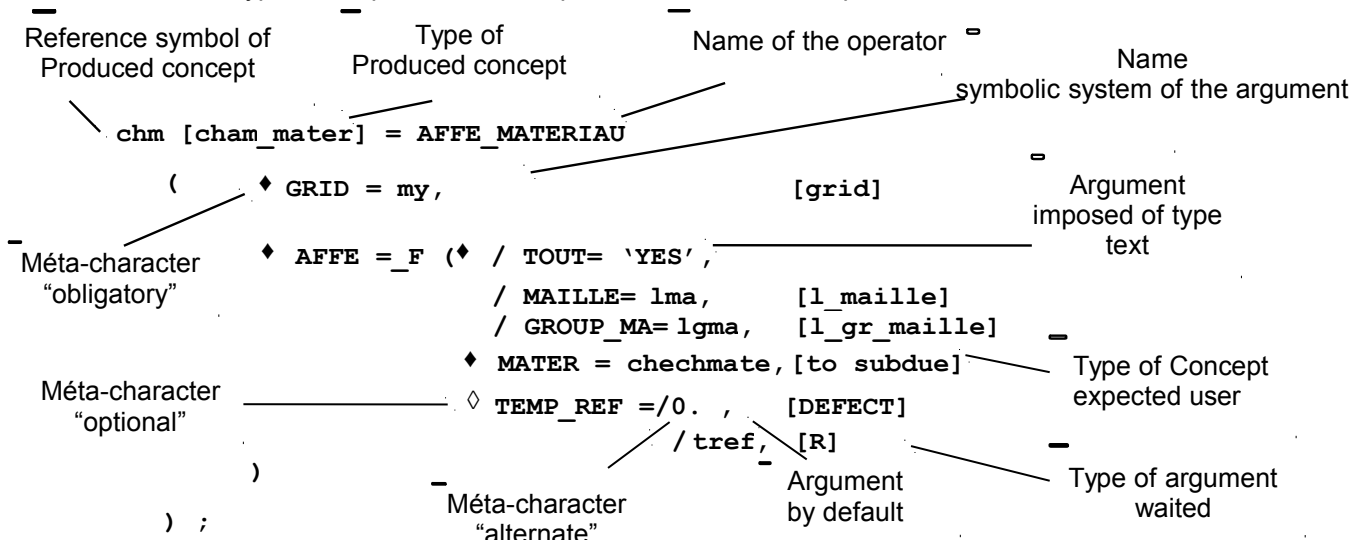 Reference symbol of
Produced concept
Type of
Produced concept
Name of the operator
Name
symbolic system of the argument
chm [cham_mater] = AFFE_MATERIAU
( ♦ GRID = my, [grid]
Argument
imposed of type
text
Méta-character
“obligatory”
♦ AFFE =_F (♦ / TOUT= ‘YES’,
/ MAILLE= lma, [l_maille]
/ GROUP_MA= lgma, [l_gr_maille]
♦ MATER = chechmate, [to subdue]
Type of Concept
expected user
Méta-character
“optional”
◊ TEMP_REF =/0. , [DEFECT]
/ tref, [R]
)
Méta-character
“alternate”
Argument
by default
Type of argument
waited
) ;